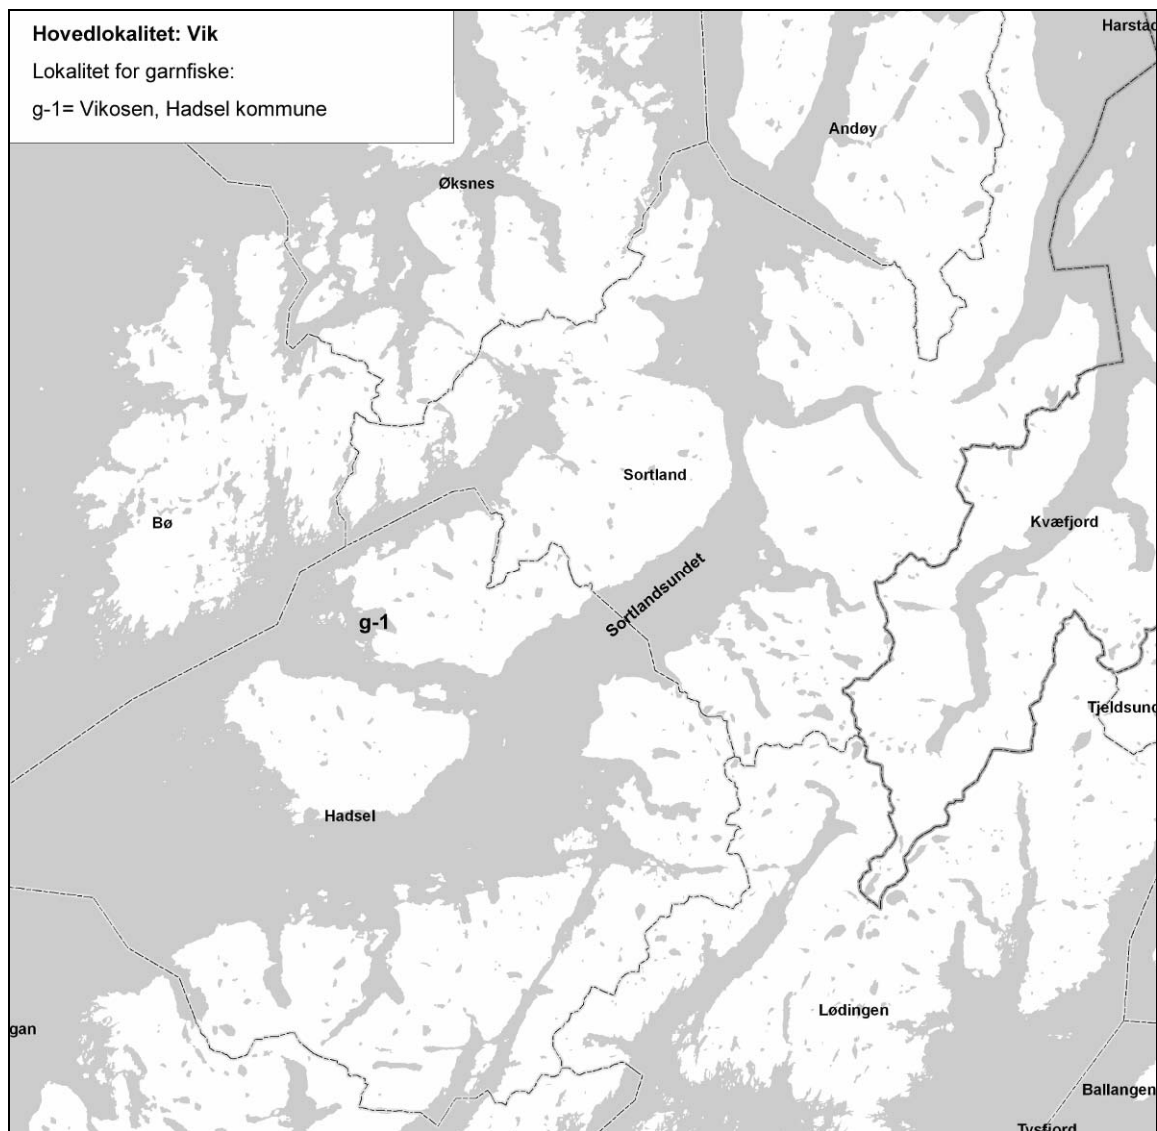 Hovedlokalitet: Vik
Lokalitet for garnfiske:
g-1= Vikosen, Hadsel kommune
Harstad
Andøy
Øksnes
Sortland
Bø
Kvæfjord
Sortlandsundet
g-1
Tjeldsund
Hadsel
Lødingen
gan
Ballangen
Tysfjord